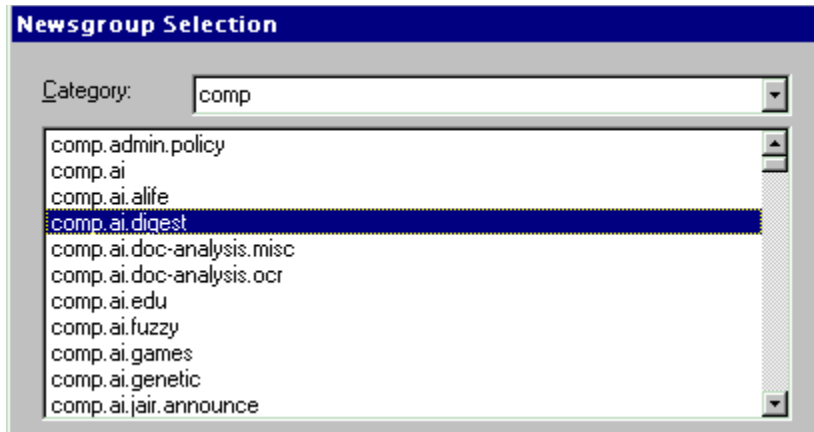 Newsgroup Selection
Category: comp
comp.admin.policy
comp.ai
comp.ai.alife
comp.ai.digest
comp.ai.doc-analysis.misc
comp.ai.doc-analysis.ocr
comp.ai.edu
comp.ai.fuzzy
comp.ai.games
comp.ai.genetic
comp.ai.jair.announce